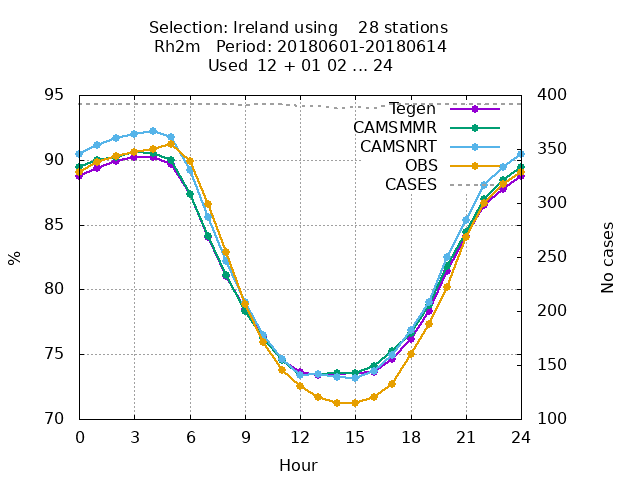 Selection: Ireland using    28 stations
Rh2m   Period: 20180601-20180614
Used  12 + 01 02 ... 24
95
400
Tegen
CAMSMMR
CAMSNRT
OBS
CASES
90
350
85
300
250
80
200
75
150
70
100
%
No cases
0 3 6 9 12 15 18 21 24
Hour